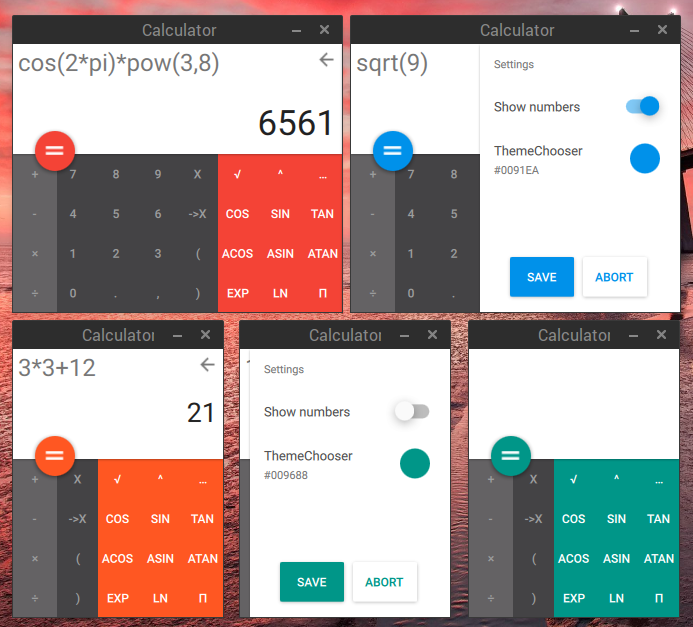 Calculator – ×
cos(2*pi)*pow(3,8) ←
6561
=
+ 7 8 9 X √ ^ ...
- 4 5 6 ->X COS SIN TAN
× 1 2 3 ( ACOS ASIN ATAN
÷ 0 . , ) EXP LN Π
Calculator – ×
sqrt(9)
=
+ 7 8
- 4 5
× 1 2
÷ 0 .
Settings
Show numbers
ThemeChooser
#0091EA
SAVE ABORT
Calculator – ×
3*3+12 ←
21
=
+ X √ ^ ...
- ->X COS SIN TAN
× ( ACOS ASIN ATAN
÷ ) EXP LN Π
Calculator – ×
Settings
Show numbers
ThemeChooser
#009688
SAVE ABORT
Calculator – ×
=
+ X √ ^ ...
- ->X COS SIN TAN
× ( ACOS ASIN ATAN
÷ ) EXP LN Π